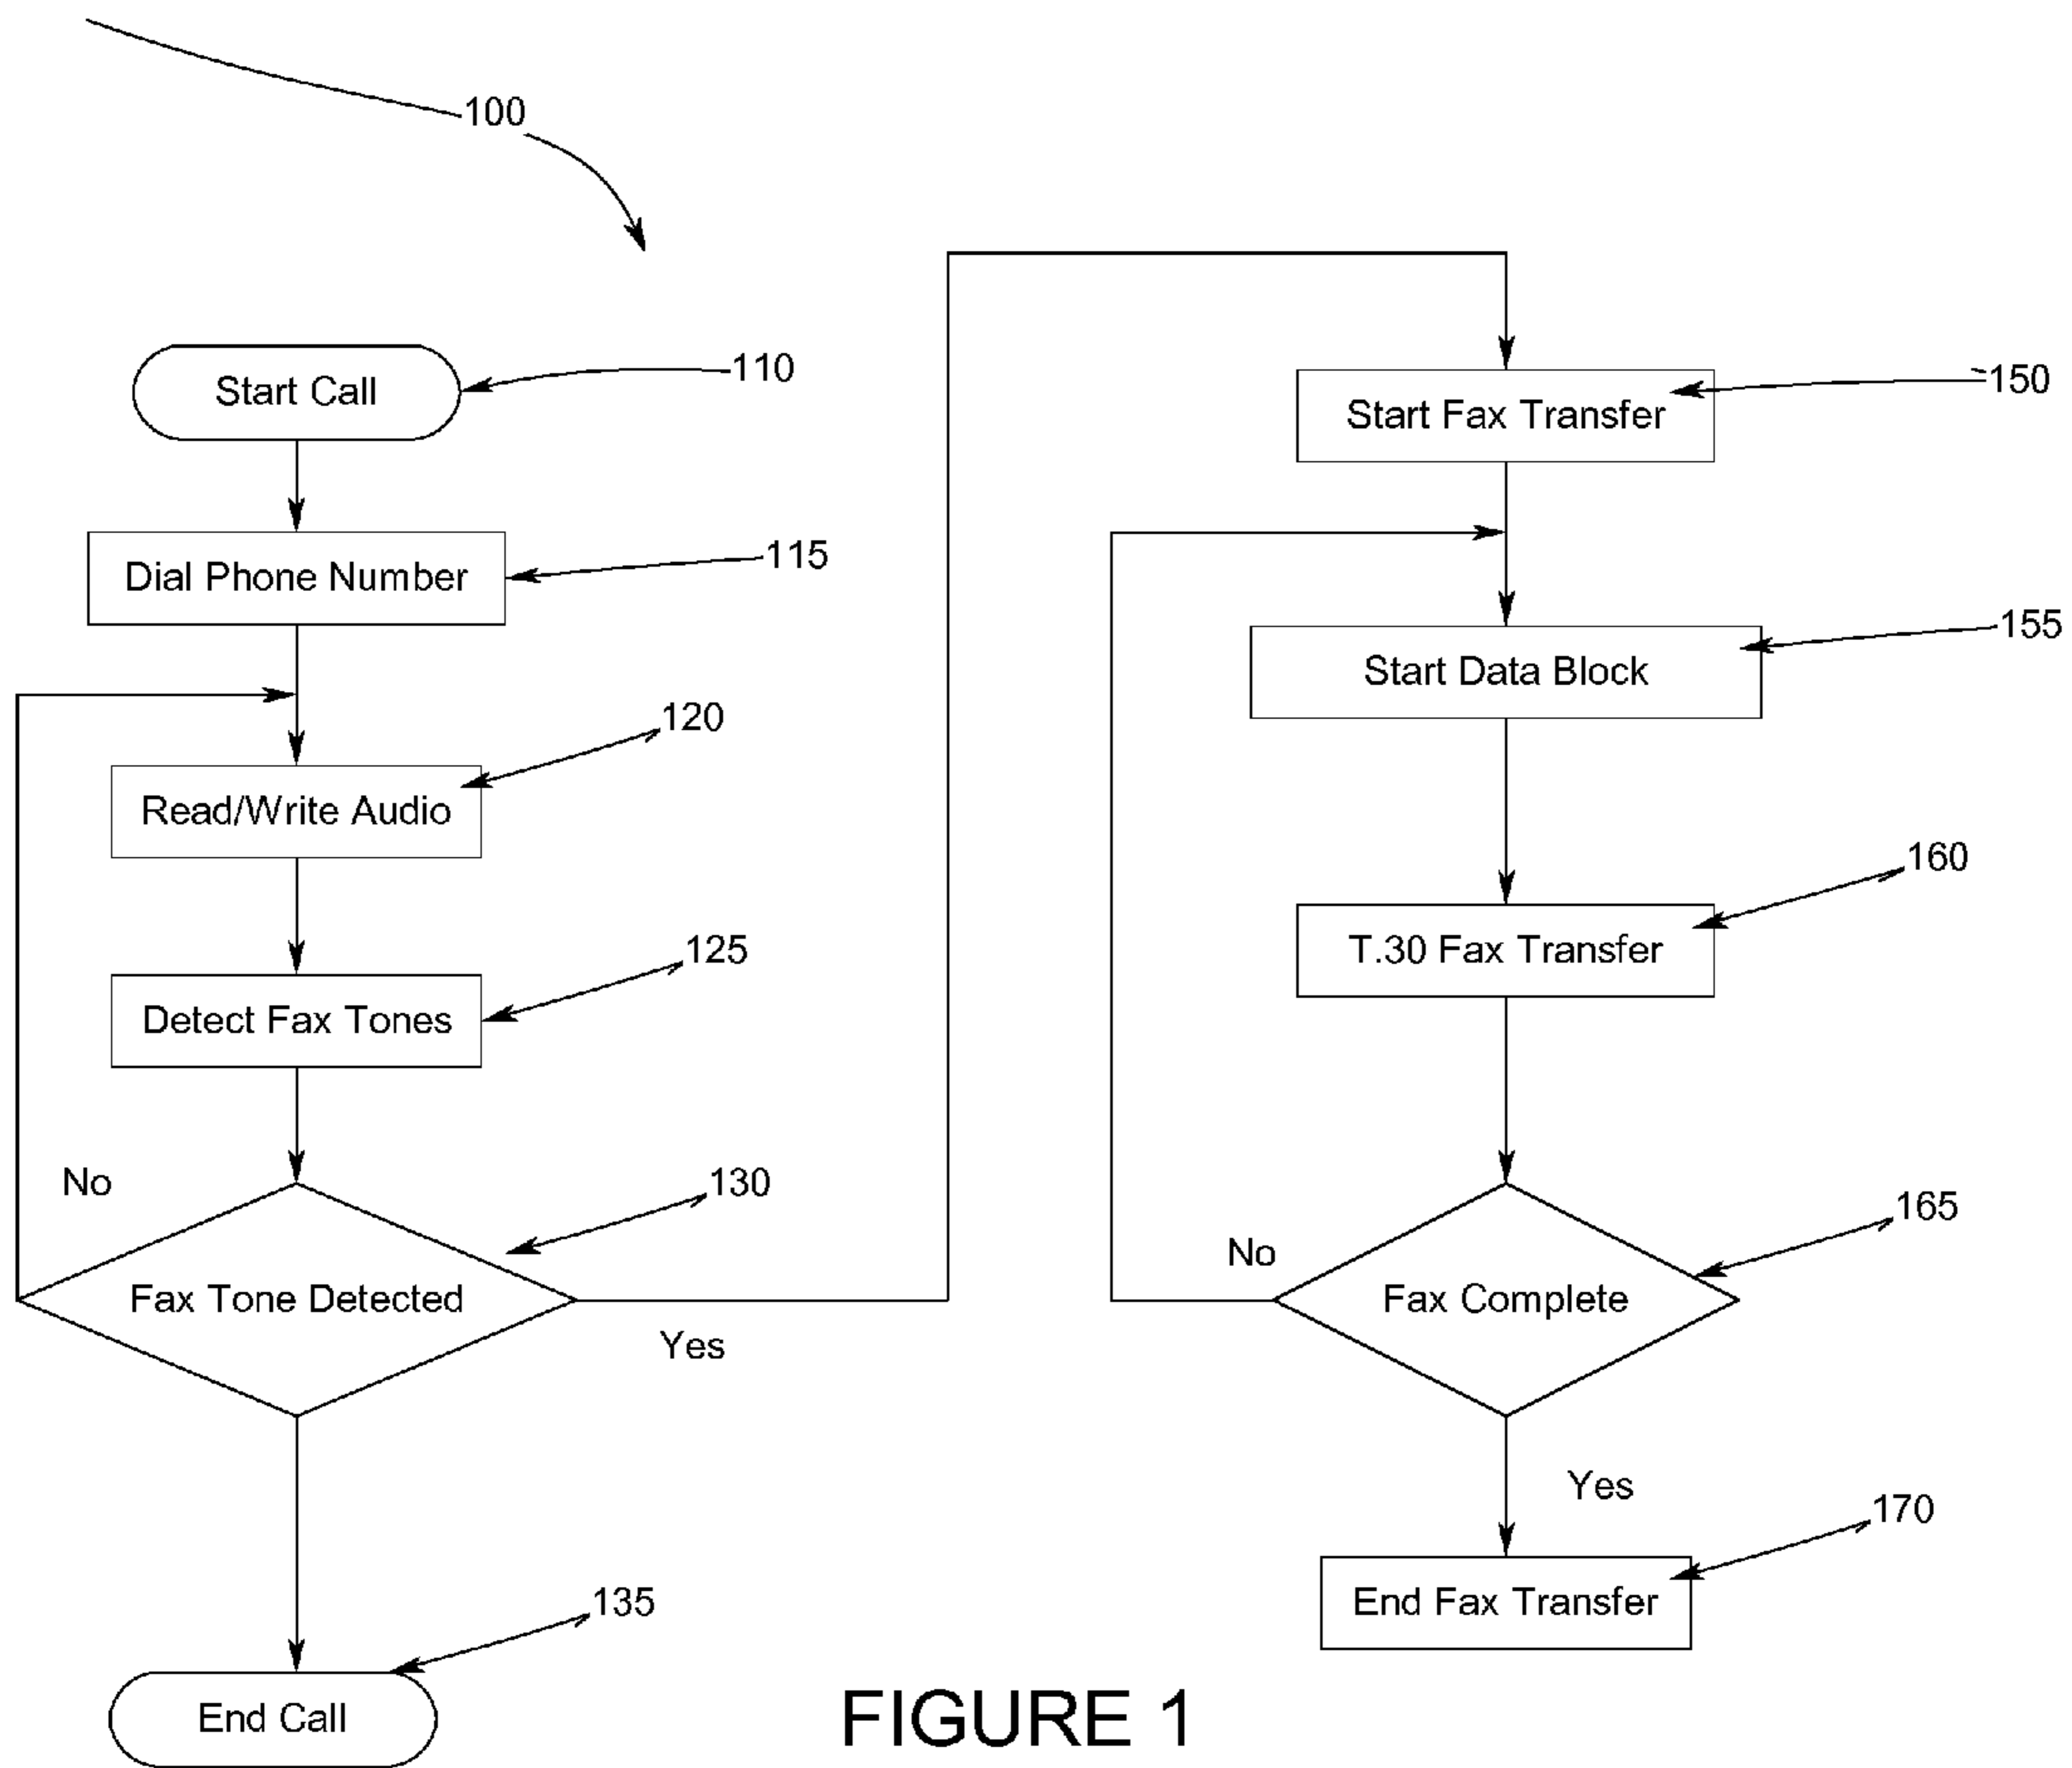 100
Start Call
110
Dial Phone Number
115
Read/Write Audio
120
Detect Fax Tones
125
No
Fax Tone Detected
130
Yes
End Call
135
Start Fax Transfer
150
Start Data Block
155
T.30 Fax Transfer
160
No
Fax Complete
165
Yes
End Fax Transfer
170
FIGURE 1